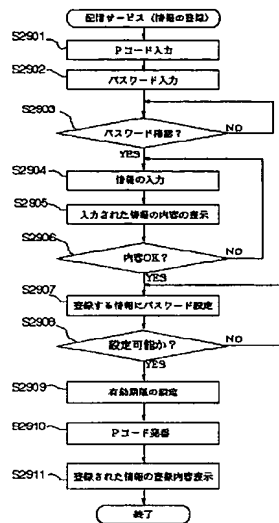 配信サービス（情報の登録）
S2901
Pコード入力
S2902
パスワード入力
S2903
パスワード確認？
NO
YES
S2904
情報の入力
S2905
入力された情報の内容の表示
S2906
内容OK？
NO
YES
S2907
登録する情報にパスワード設定
S2908
設定可能か？
NO
YES
S2909
有効期限の設定
S2910
Pコード発番
S2911
登録された情報の登録内容表示
終了